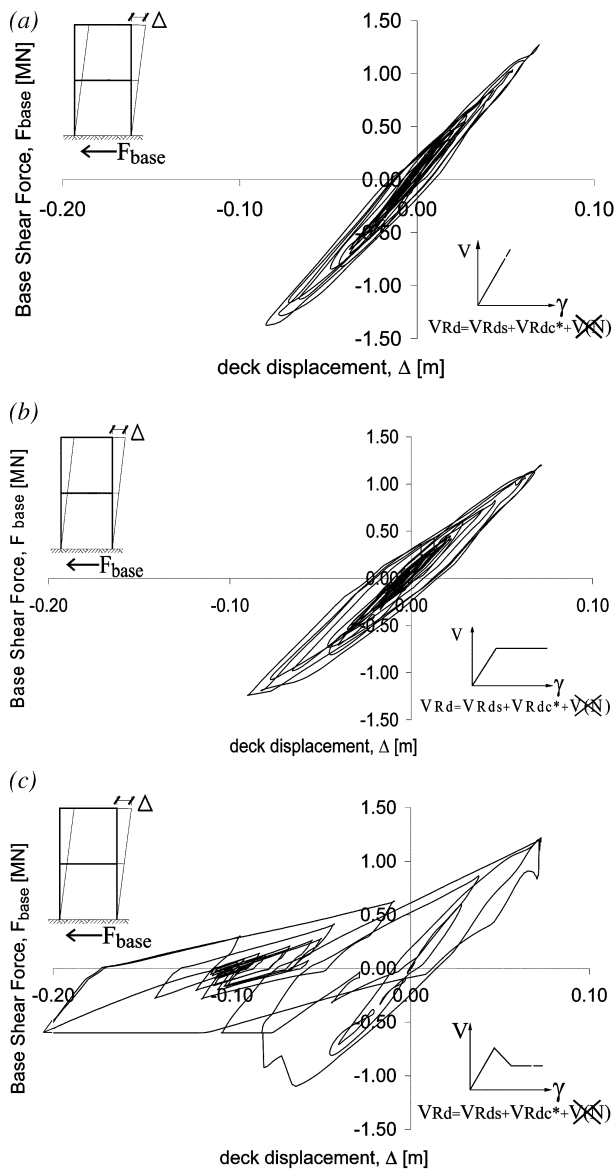 (a)
Δ
F base
Base Shear Force, Fbase [MN]
1.50
1.00
0.50
0.00
-0.20
-0.10
0.00
0.10
-0.50
-1.00
-1.50
V
γ
VRd=VRds+VRdc*+V(N)
deck displacement, Δ [m]
(b)
Δ
Fbase
Base Shear Force, F base [MN]
1.50
1.00
0.50
0.00
-0.20
-0.10
0.00
0.10
-0.50
-1.00
-1.50
V
γ
VRd=VRds+VRdc*+V(N)
deck displacement, Δ [m]
(c)
Δ
Fbase
Base Shear Force, Fbase [MN]
1.50
1.00
0.50
0.00
-0.20
-0.10
0.00
0.10
-0.50
-1.00
-1.50
V
γ
VRd=VRds+VRdc*+V(N)
deck displacement, Δ [m]